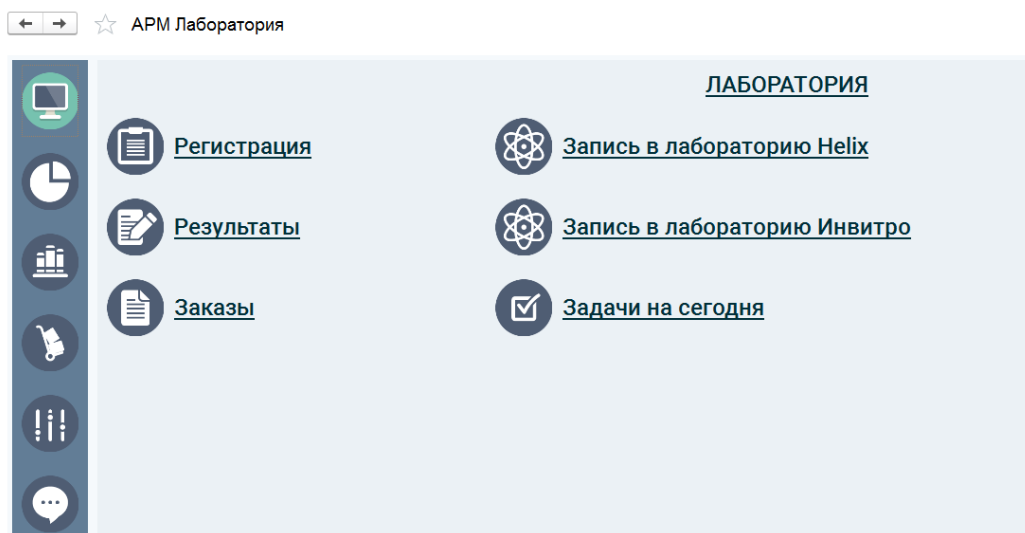 АРМ Лаборатория
ЛАБОРАТОРИЯ
Регистрация
Запись в лабораторию Helix
Результаты
Запись в лабораторию Инвитро
Заказы
Задачи на сегодня